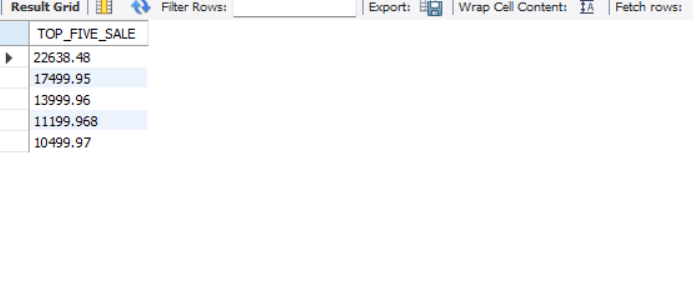 Result Grid Filter Rows: Export: Wrap Cell Content: IA Fetch rows:
TOP_FIVE_SALE
22638.48
17499.95
13999.96
11199.968
10499.97